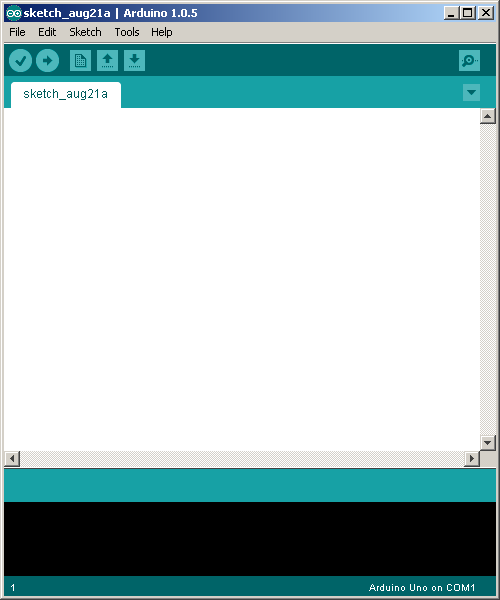 sketch_aug21a | Arduino 1.0.5
File Edit Sketch Tools Help
sketch_aug21a
1 Arduino Uno on COM1